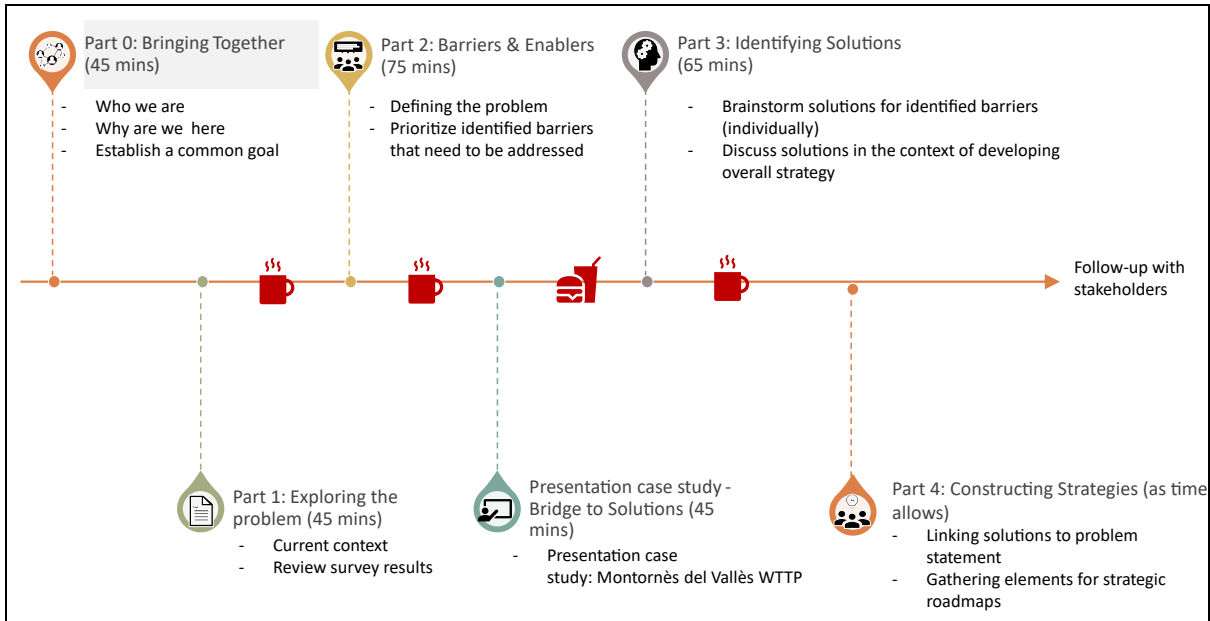 Part 0: Bringing Together
(45 mins)
- Who we are
- Why are we here
- Establish a common goal
Part 2: Barriers & Enablers
(75 mins)
- Defining the problem
- Prioritize identified barriers
that need to be addressed
Part 3: Identifying Solutions
(65 mins)
- Brainstorm solutions for identified barriers
(individually)
- Discuss solutions in the context of developing
overall strategy
Follow-up with
stakeholders
Part 1: Exploring the
problem (45 mins)
- Current context
- Review survey results
Presentation case study -
Bridge to Solutions (45
mins)
- Presentation case
study: Montornès del Vallès WTTP
Part 4: Constructing Strategies (as time
allows)
- Linking solutions to problem
statement
- Gathering elements for strategic
roadmaps